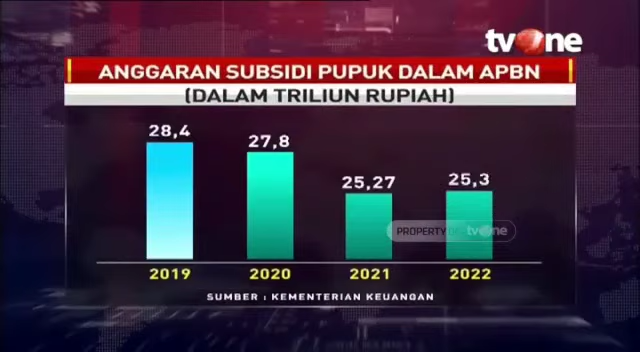 tvOne
ANGGARAN SUBSIDI PUPUK DALAM APBN
(DALAM TRILIUN RUPIAH)
28,4
27,8
25,27
25,3
PROPERTY OF tvOne
2019 2020 2021 2022
SUMBER : KEMENTERIAN KEUANGAN